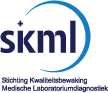 skml
Stichting Kwaliteitsbewaking
Medische Laboratoriumdiagnostiek